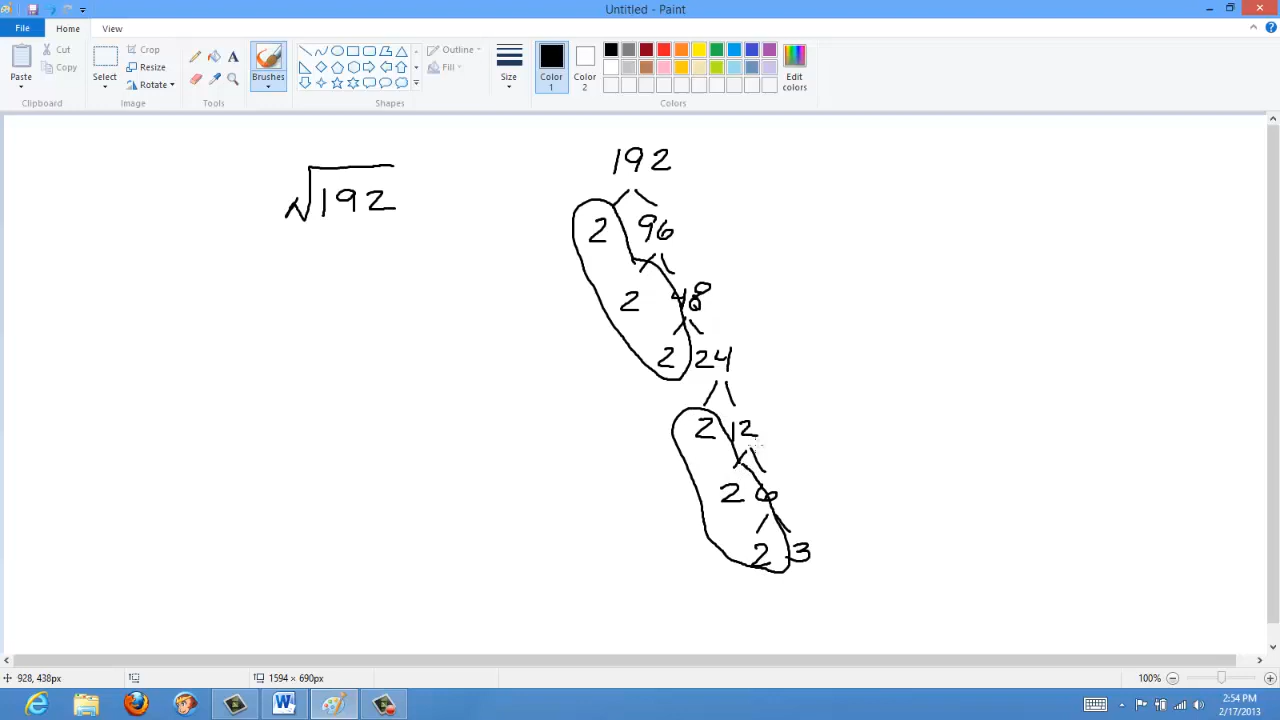 Untitled - Paint
File Home View
Paste Cut Copy Select Crop Resize Rotate A Brushes Outline Fill Size Color 1 Color 2 Edit colors
Clipboard Image Tools Shapes Colors
√192 192
2 96
2 48
2 24
2 12
2 6
2 3
928, 438px 1594 × 690px 100%
2:54 PM
2/17/2013